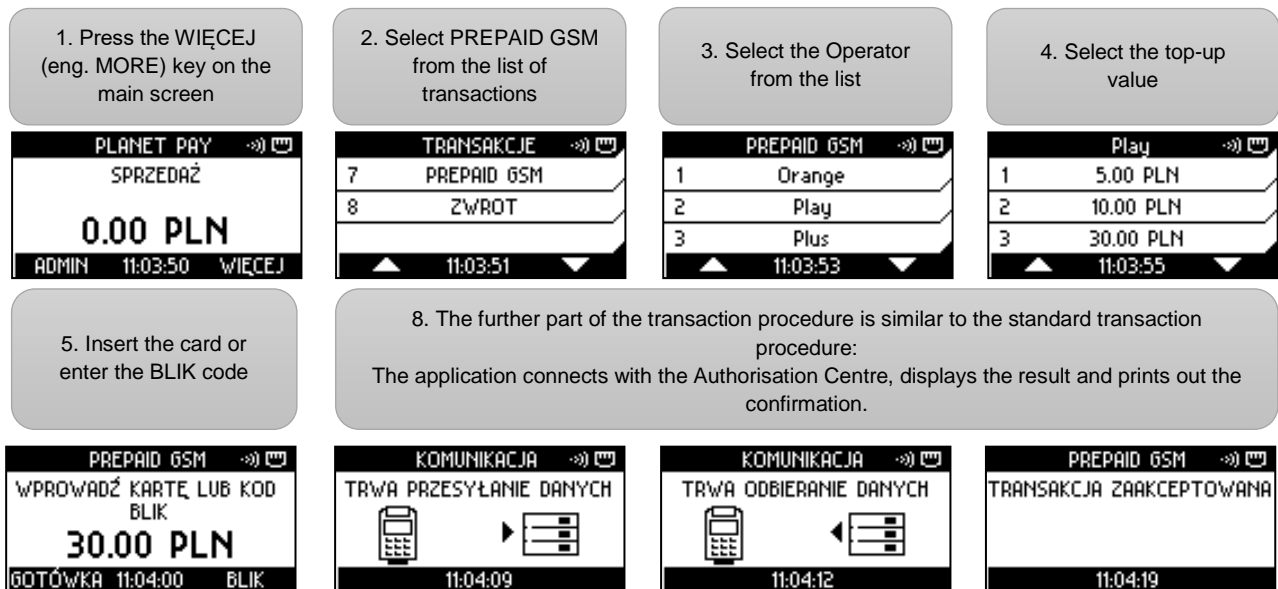 1. Press the WIĘCEJ
(eng. MORE) key on the
main screen
2. Select PREPAID GSM
from the list of
transactions
3. Select the Operator
from the list
4. Select the top-up
value
PLANET PAY
SPRZEDAŻ
0.00 PLN
ADMIN 11:03:50 WIĘCEJ
TRANSAKCJE
7 PREPAID GSM
8 ZWROT
11:03:51
PREPAID GSM
1 Orange
2 Play
3 Plus
11:03:53
Play
1 5.00 PLN
2 10.00 PLN
3 30.00 PLN
11:03:55
5. Insert the card or
enter the BLIK code
8. The further part of the transaction procedure is similar to the standard transaction
procedure:
The application connects with the Authorisation Centre, displays the result and prints out the
confirmation.
PREPAID GSM
WPROWADŹ KARTĘ LUB KOD
BLIK
30.00 PLN
GOTÓWKA 11:04:00 BLIK
KOMUNIKACJA
TRWA PRZESYŁANIE DANYCH
11:04:09
KOMUNIKACJA
TRWA ODBIERANIE DANYCH
11:04:12
PREPAID GSM
TRANSAKCJA ZAAKCEPTOWANA
11:04:19